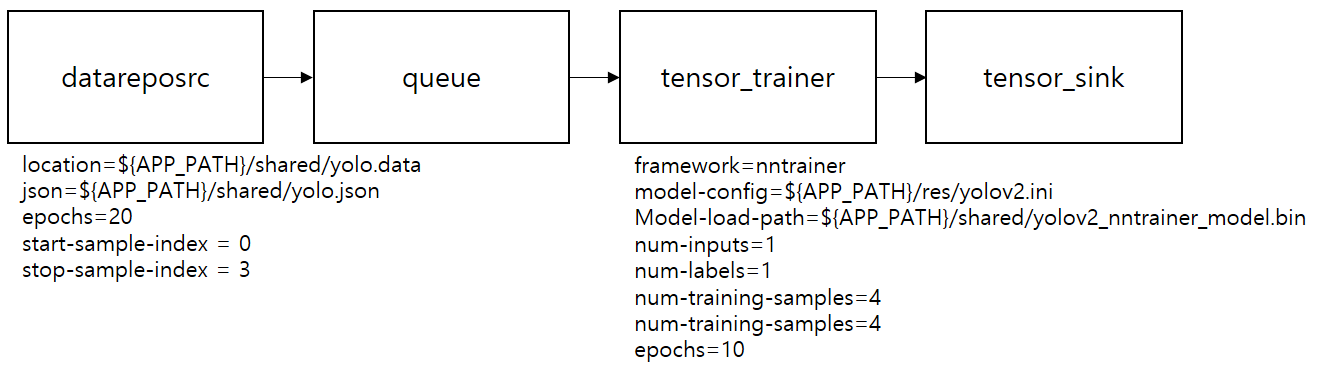 datareposrc
queue
tensor_trainer
tensor_sink
location=${APP_PATH}/shared/yolo.data
json=${APP_PATH}/shared/yolo.json
epochs=20
start-sample-index = 0
stop-sample-index = 3
framework=nntrainer
model-config=${APP_PATH}/res/yolov2.ini
Model-load-path=${APP_PATH}/shared/yolov2_nntrainer_model.bin
num-inputs=1
num-labels=1
num-training-samples=4
num-training-samples=4
epochs=10